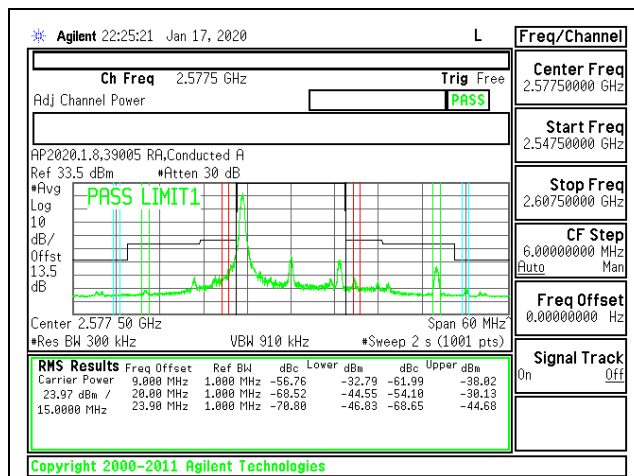 Agilent 22:25:21 Jan 17, 2020 L
Freq/Channel
Ch Freq 2.5775 GHz Trig Free
Adj Channel Power PASS
AP2020.1.8,39005 RA,Conducted A
Ref 33.5 dBm #Atten 30 dB
#Avg
Log
10
dB/
Offst
13.5
dB
PASS LIMIT1
Center 2.577 50 GHz Span 60 MHz^
#Res BW 300 kHz VBW 910 kHz #Sweep 2 s (1001 pts)
RMS Results Freq Offset Ref BW dBc Lower dBm dBc Upper dBm
Carrier Power 9.000 MHz 1.000 MHz -56.76 -32.79 -61.99 -38.02
23.97 dBm / 20.00 MHz 1.000 MHz -68.52 -44.55 -54.10 -30.13
15.0000 MHz 23.90 MHz 1.000 MHz -70.80 -46.83 -68.65 -44.68
Center Freq
2.57750000 GHz
Start Freq
2.54750000 GHz
Stop Freq
2.60750000 GHz
CF Step
6.00000000 MHz
Auto Man
Freq Offset
0.00000000 Hz
Signal Track
On Off
Copyright 2000-2011 Agilent Technologies